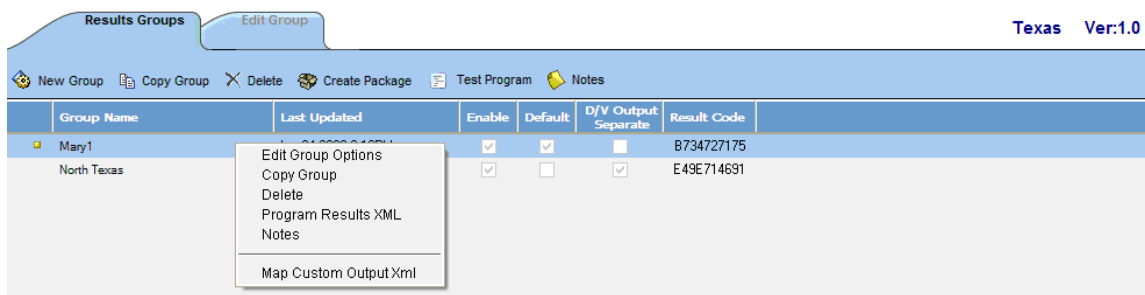 Results Groups Edit Group
Texas Ver:1.0
New Group Copy Group Delete Create Package Test Program Notes
Group Name Last Updated Enable Default D/V Output Separate Result Code
Mary1 B734727175
North Texas E49E714691
Edit Group Options
Copy Group
Delete
Program Results XML
Notes
Map Custom Output Xml